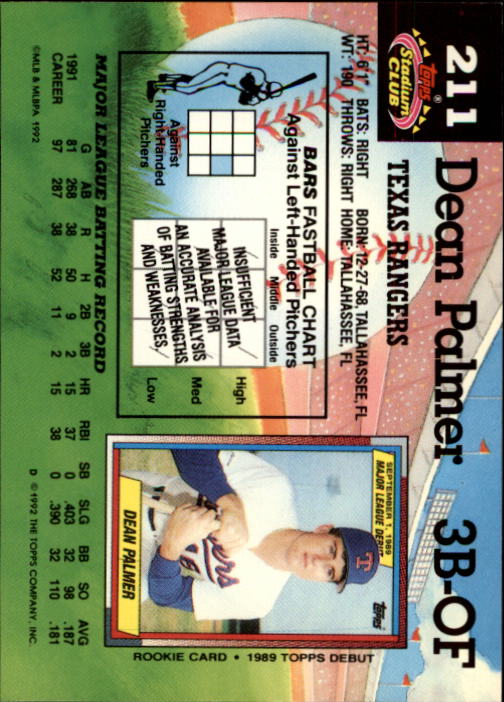 211
Topps®
Stadium
CLUB™
Dean Palmer 3B-OF
TEXAS RANGERS
HT: 6'1" BATS: RIGHT BORN: 12-27-68, TALLAHASSEE, FL
WT: 190 THROWS: RIGHT HOME: TALLAHASSEE, FL
BARS FASTBALL CHART
Against Left-Handed Pitchers
Inside Middle Outside
INSUFFICIENT
MAJOR LEAGUE DATA
AVAILABLE FOR
AN ACCURATE ANALYSIS
OF BATTING STRENGTHS
AND WEAKNESSES
High
Med
Low
Against
Right-Handed
Pitchers
SEPTEMBER 1, 1989
MAJOR LEAGUE DEBUT
Topps
T
16
DEAN PALMER
ROOKIE CARD • 1989 TOPPS DEBUT
MAJOR LEAGUE BATTING RECORD
G AB R H 2B 3B HR RBI SB SLG BB SO AVG
1991 81 268 38 50 9 2 15 37 0 .403 32 98 .187
CAREER 97 287 38 52 11 2 15 38 0 .390 32 110 .181
©MLB & MLBPA 1992
D ©1992 THE TOPPS COMPANY, INC.